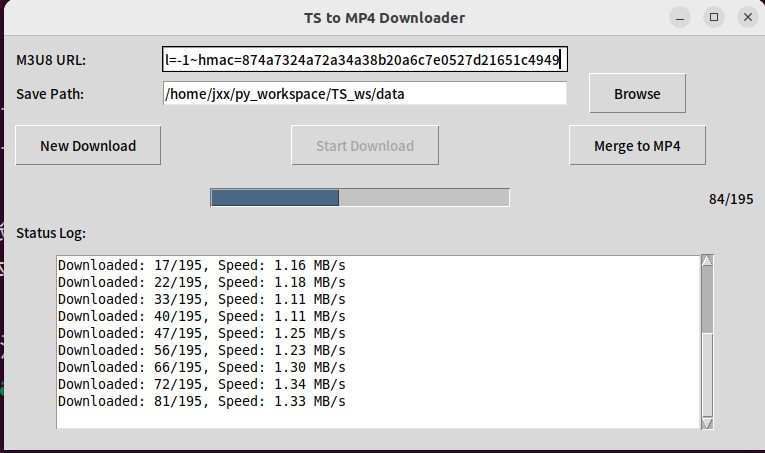 TS to MP4 Downloader
M3U8 URL: l=-1~hmac=874a7324a72a34a38b20a6c7e0527d21651c4949
Save Path: /home/jxx/py_workspace/TS_ws/data Browse
New Download Start Download Merge to MP4
84/195
Status Log:
Downloaded: 17/195, Speed: 1.16 MB/s
Downloaded: 22/195, Speed: 1.18 MB/s
Downloaded: 33/195, Speed: 1.11 MB/s
Downloaded: 40/195, Speed: 1.11 MB/s
Downloaded: 47/195, Speed: 1.25 MB/s
Downloaded: 56/195, Speed: 1.23 MB/s
Downloaded: 66/195, Speed: 1.30 MB/s
Downloaded: 72/195, Speed: 1.34 MB/s
Downloaded: 81/195, Speed: 1.33 MB/s